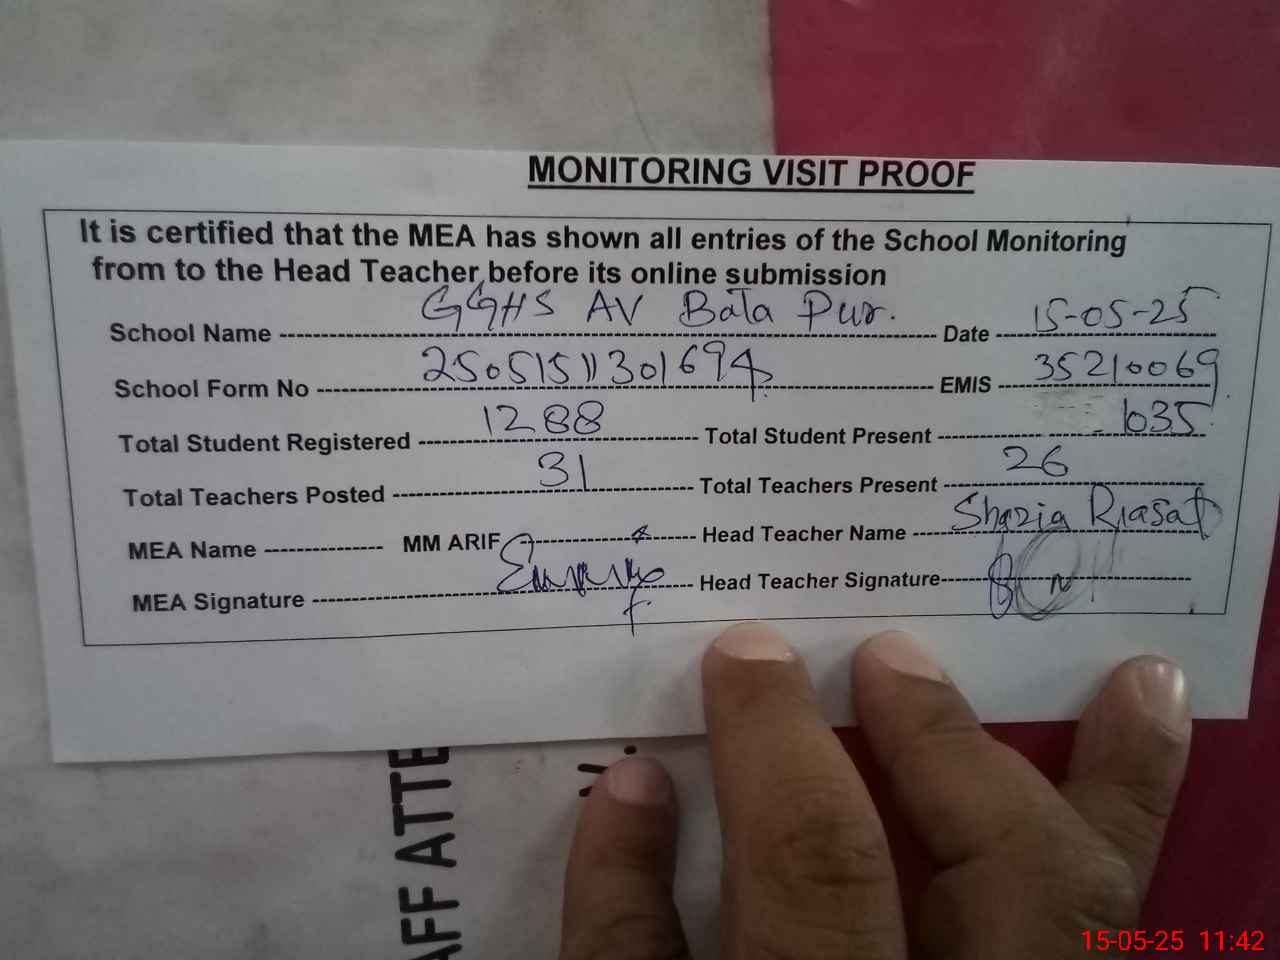 MONITORING VISIT PROOF
It is certified that the MEA has shown all entries of the School Monitoring
from to the Head Teacher before its online submission
School Name GGHS AV Bata Pur. Date 15-05-25
School Form No 2505151130 1694 EMIS 35210069
Total Student Registered 1288 Total Student Present 635
Total Teachers Posted 31 Total Teachers Present 26
MEA Name MM ARIF Head Teacher Name Shazia Riasat
MEA Signature Head Teacher Signature
AFF ATTE
15-05-25 11:42